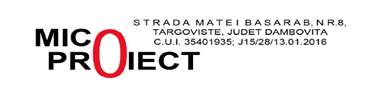 STRADA MATEI BASARAB, NR.8,
TARGOVISTE, JUDET DAMBOVITA
C.U.I. 35401935; J15/28/13.01.2016
MICO
PROIECT